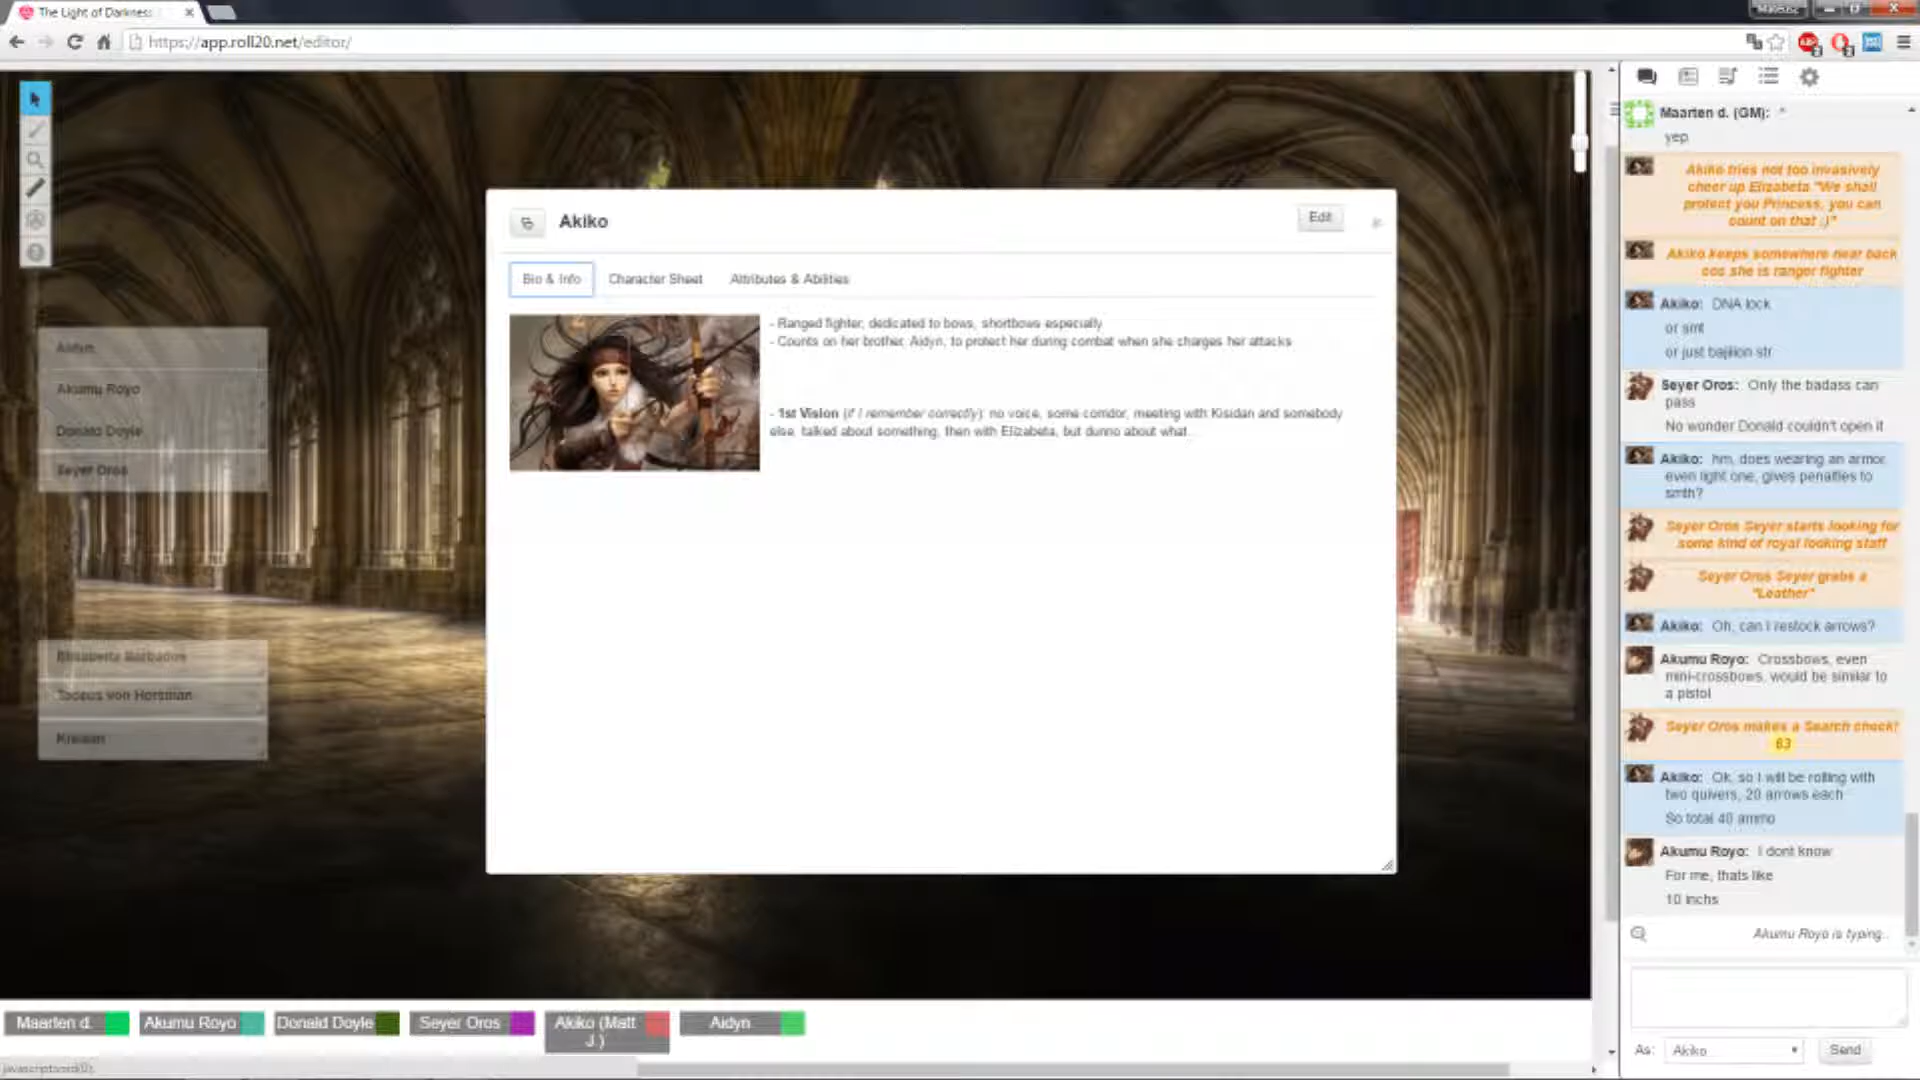 The Light of Darkness
https://app.roll20.net/editor/
Maarten d. (GM):
yep
Akiko tries not too invasively
cheer up Elizabeta "We shall
protect you Princess, you can
count on that ;)"
Akiko keeps somewhere near back
cos she is ranger fighter
Akiko: DNA lock
or smt
or just bajilion str
Seyer Oros: Only the badass can
pass
No wonder Donald couldn't open it
Akiko: hm, does wearing an armor,
even light one, gives penalties to
smth?
Seyer Oros Seyer starts looking for
some kind of royal looking staff
Seyer Oros Seyer grabs a
"Leather"
Akiko: Oh, can I restock arrows?
Akumu Royo: Crossbows, even
mini-crossbows, would be similar to
a pistol
Seyer Oros makes a Search check!
63
Akiko: Ok, so I will be rolling with
two quivers, 20 arrows each
So total 40 ammo
Akumu Royo: I dont know
For me, thats like
10 inchs
Akumu Royo is typing...
As: Akiko
Send
Akiko
Edit
Bio & Info
Character Sheet
Attributes & Abilities
- Ranged fighter, dedicated to bows, shortbows especially
- Counts on her brother, Aidyn, to protect her during combat when she charges her attacks
- 1st Vision (if I remember correctly): no voice, some corridor, meeting with Kisidan and somebody
else, talked about something, then with Elizabeta, but dunno about what...
Aidyn
Akumu Royo
Donald Doyle
Seyer Oros
Barbados
von Horsman
Maarten d.
Akumu Royo
Donald Doyle
Seyer Oros
Akiko (Matt
J.)
Aidyn
javascript:void(0);